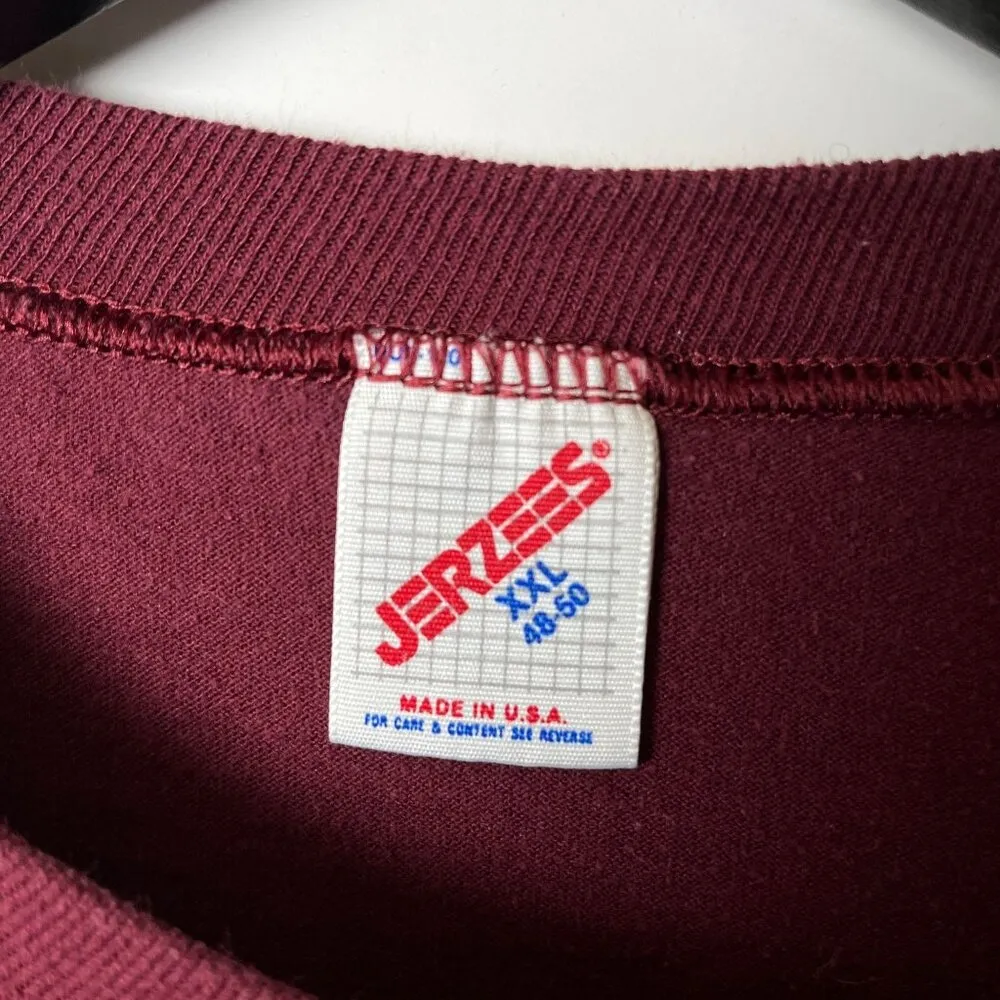 JERZEES®
XXL
48-50
MADE IN U.S.A.
FOR CARE & CONTENT SEE REVERSE